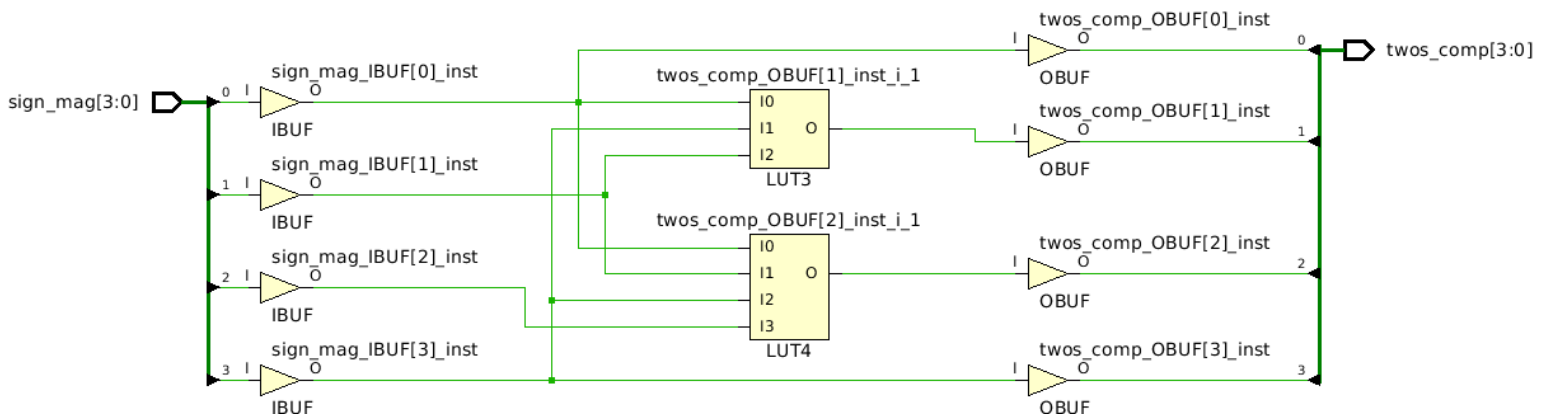 twos_comp_OBUF[0]_inst
I
O
0
OBUF
twos_comp[3:0]
sign_mag[3:0]
sign_mag_IBUF[0]_inst
0
I
O
IBUF
twos_comp_OBUF[1]_inst_i_1
I0
I1
O
I2
LUT3
twos_comp_OBUF[1]_inst
I
O
1
OBUF
sign_mag_IBUF[1]_inst
1
I
O
IBUF
twos_comp_OBUF[2]_inst_i_1
I0
I1
O
I2
I3
LUT4
twos_comp_OBUF[2]_inst
I
O
2
OBUF
sign_mag_IBUF[2]_inst
2
I
O
IBUF
sign_mag_IBUF[3]_inst
3
I
O
IBUF
twos_comp_OBUF[3]_inst
I
O
3
OBUF